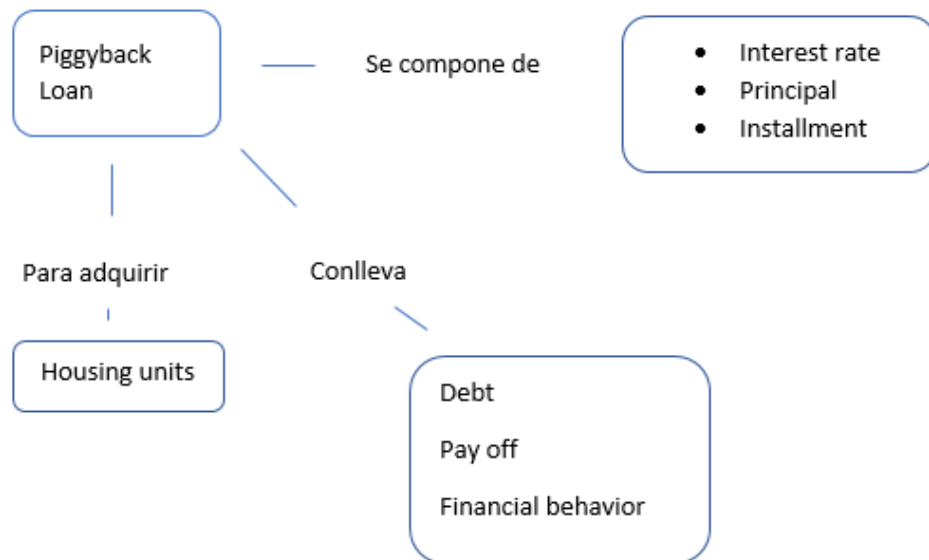 Piggyback
Loan
Se compone de
• Interest rate
• Principal
• Installment
Para adquirir
Conlleva
Housing units
Debt
Pay off
Financial behavior